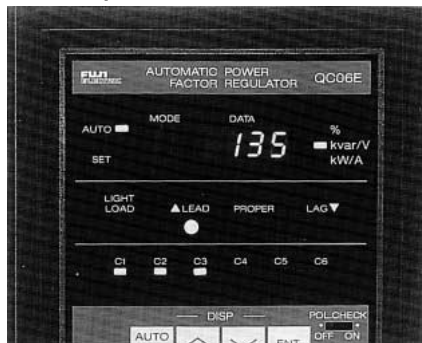 FUJI ELECTRIC
AUTOMATIC POWER FACTOR REGULATOR
QC06E
MODE
DATA
AUTO
135
%
kvar/V
kW/A
SET
LIGHT LOAD
▲LEAD
PROPER
LAG▼
C1 C2 C3 C4 C5 C6
DISP
POL.CHECK
AUTO
ENT
OFF ON